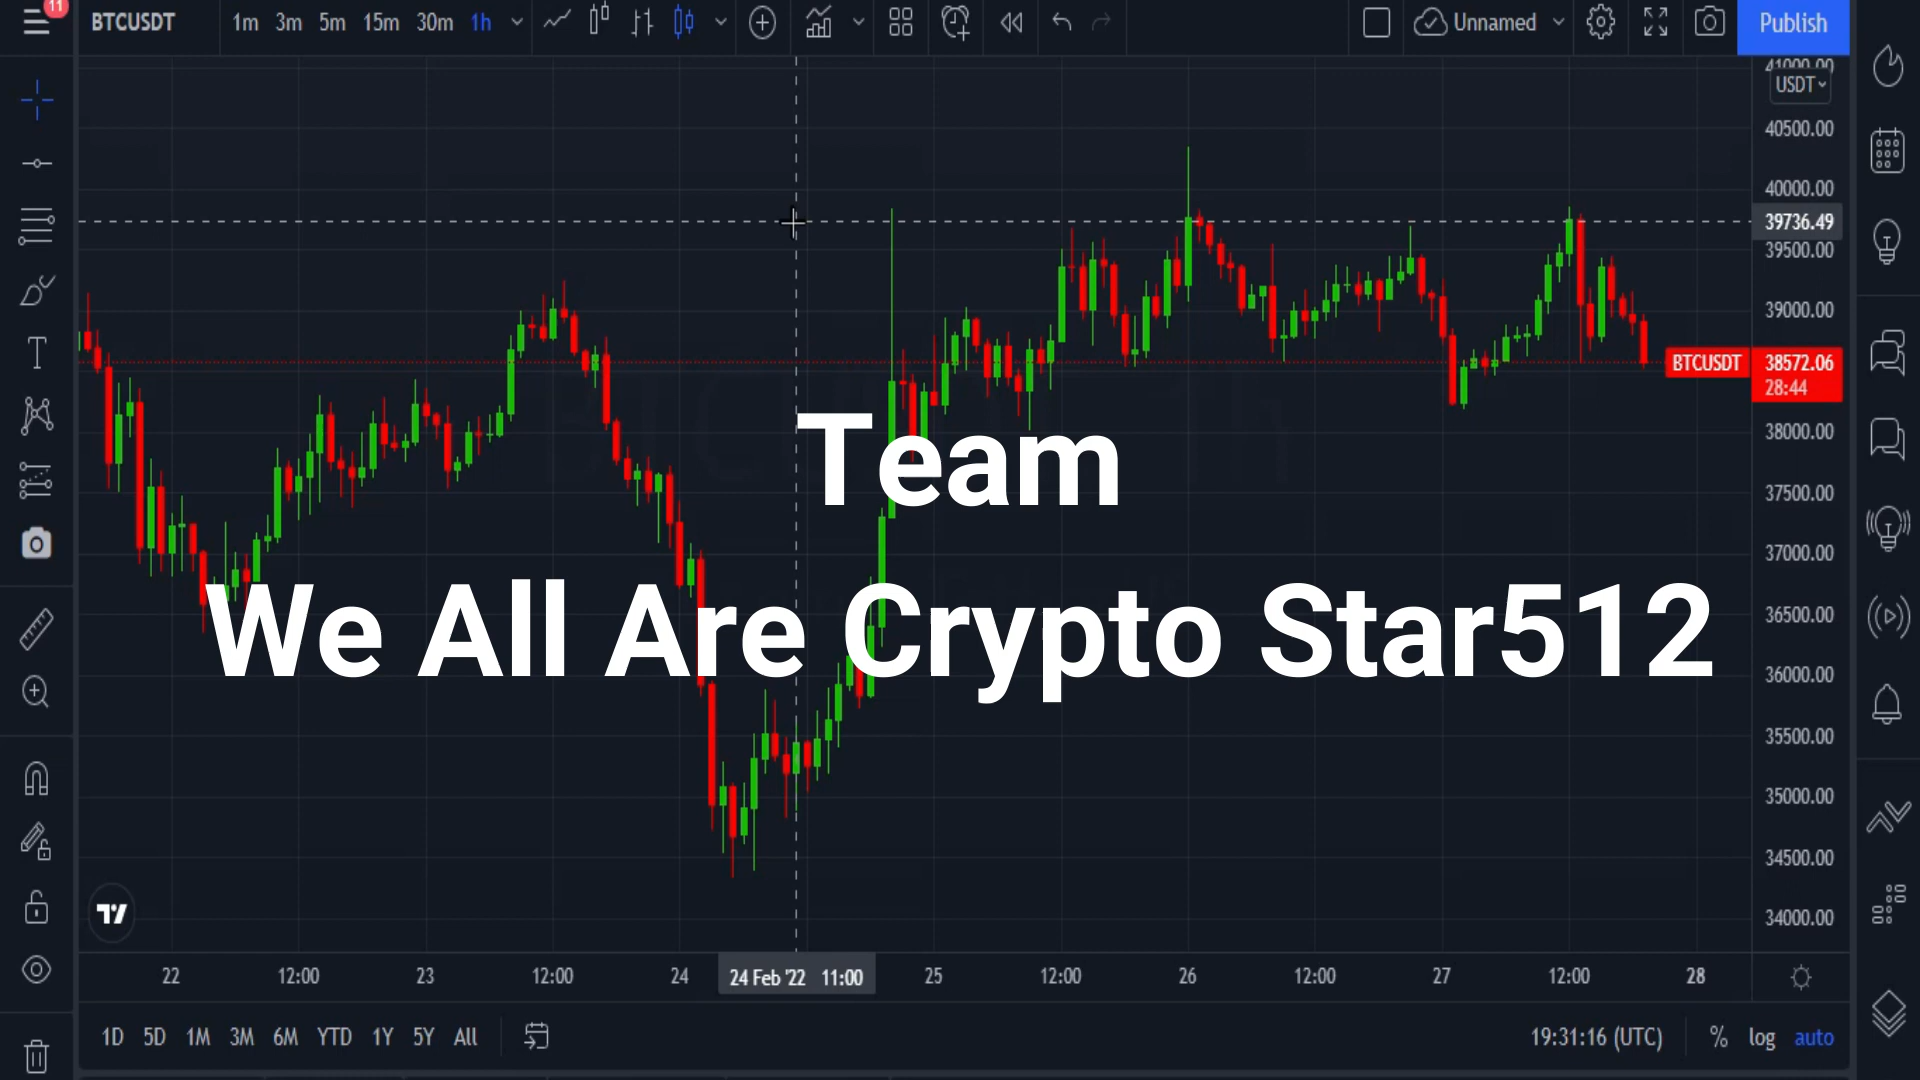 11
BTCUSDT 1m 3m 5m 15m 30m 1h Unnamed Publish
41000.00
USDT
40500.00
40000.00
39736.49
39500.00
39000.00
BTCUSDT 38572.06
28:44
38000.00
37500.00
37000.00
36500.00
36000.00
35500.00
35000.00
34500.00
34000.00
Team
We All Are Crypto Star512
22 12:00 23 12:00 24 24 Feb '22 11:00 25 12:00 26 12:00 27 12:00 28
1D 5D 1M 3M 6M YTD 1Y 5Y All 19:31:16 (UTC) % log auto